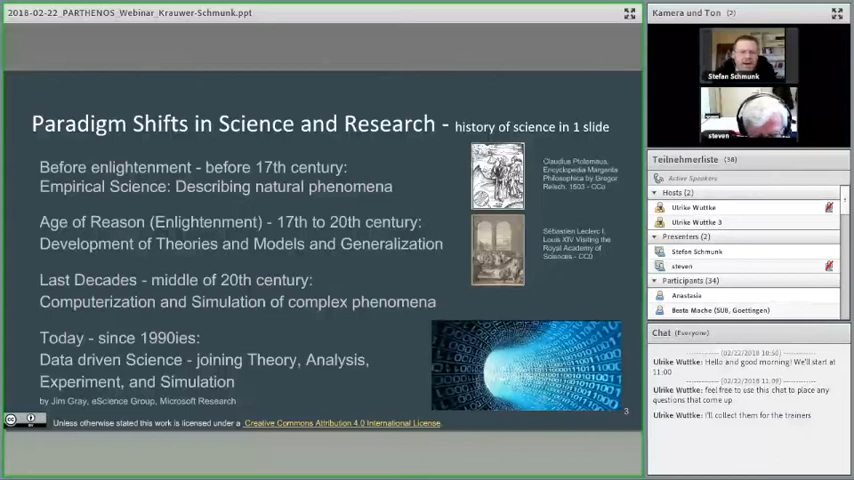 2018-02-22_PARTHENOS_Webinar_Krauwer-Schmunk.ppt
Paradigm Shifts in Science and Research - history of science in 1 slide
Before enlightenment - before 17th century:
Empirical Science: Describing natural phenomena
Claudius Ptolemaus,
Encyclopedia Margarita
Philosophica by Gregor
Reisch. 1503 - CC0
Age of Reason (Enlightenment) - 17th to 20th century:
Development of Theories and Models and Generalization
Sébastien Leclerc I.
Louis XIV Visiting the
Royal Academy of
Sciences - CC0
Last Decades - middle of 20th century:
Computerization and Simulation of complex phenomena
Today - since 1990ies:
Data driven Science - joining Theory, Analysis,
Experiment, and Simulation
by Jim Gray, eScience Group, Microsoft Research
3
Unless otherwise stated this work is licensed under a Creative Commons Attribution 4.0 International License.
Kamera und Ton (2)
Stefan Schmunk
steven
Teilnehmerliste (38)
Active Speakers
Hosts (2)
Ulrike Wuttke
Ulrike Wuttke 3
Presenters (2)
Stefan Schmunk
steven
Participants (34)
Anastasia
Beata Mache (SUB, Goettingen)
Chat (Everyone)
Ulrike Wuttke: Hello and good morning! We'll start at
11:00
Ulrike Wuttke: feel free to use this chat to place any
questions that come up
Ulrike Wuttke: I'll collect them for the trainers